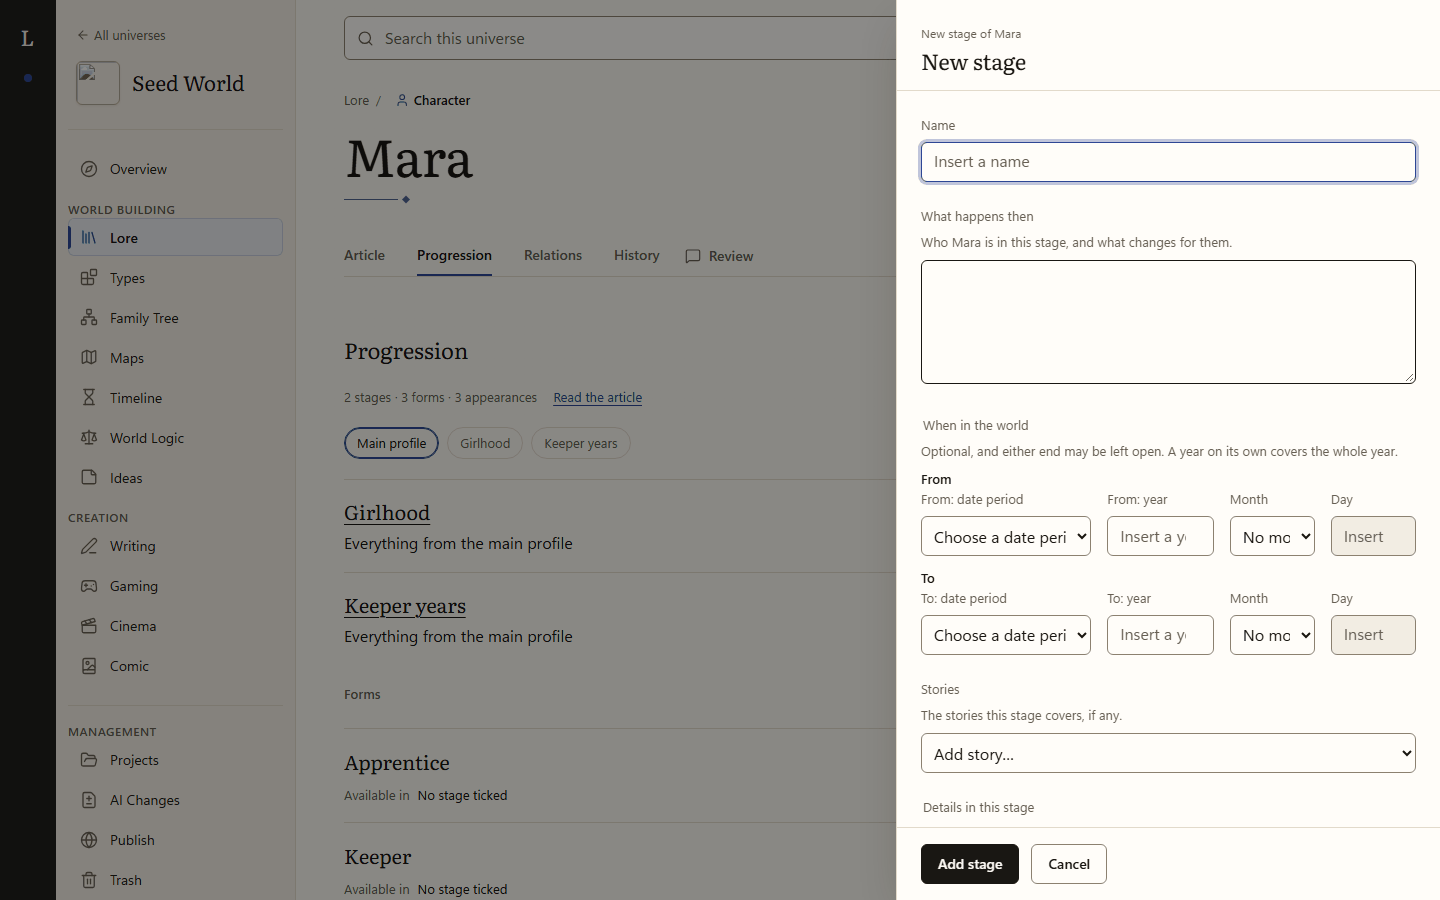 L
All universes
Seed World
Overview
WORLD BUILDING
Lore
Types
Family Tree
Maps
Timeline
World Logic
Ideas
CREATION
Writing
Gaming
Cinema
Comic
MANAGEMENT
Projects
AI Changes
Publish
Trash
Search this universe
Lore / Character
Mara
Article Progression Relations History Review
Progression
2 stages · 3 forms · 3 appearances Read the article
Main profile Girlhood Keeper years
Girlhood
Everything from the main profile
Keeper years
Everything from the main profile
Forms
Apprentice
Available in No stage ticked
Keeper
Available in No stage ticked
New stage of Mara
New stage
Name
Insert a name
What happens then
Who Mara is in this stage, and what changes for them.
When in the world
Optional, and either end may be left open. A year on its own covers the whole year.
From
From: date period From: year Month Day
Choose a date peri Insert a y No mo Insert
To
To: date period To: year Month Day
Choose a date peri Insert a y No mo Insert
Stories
The stories this stage covers, if any.
Add story...
Details in this stage
Add stage Cancel